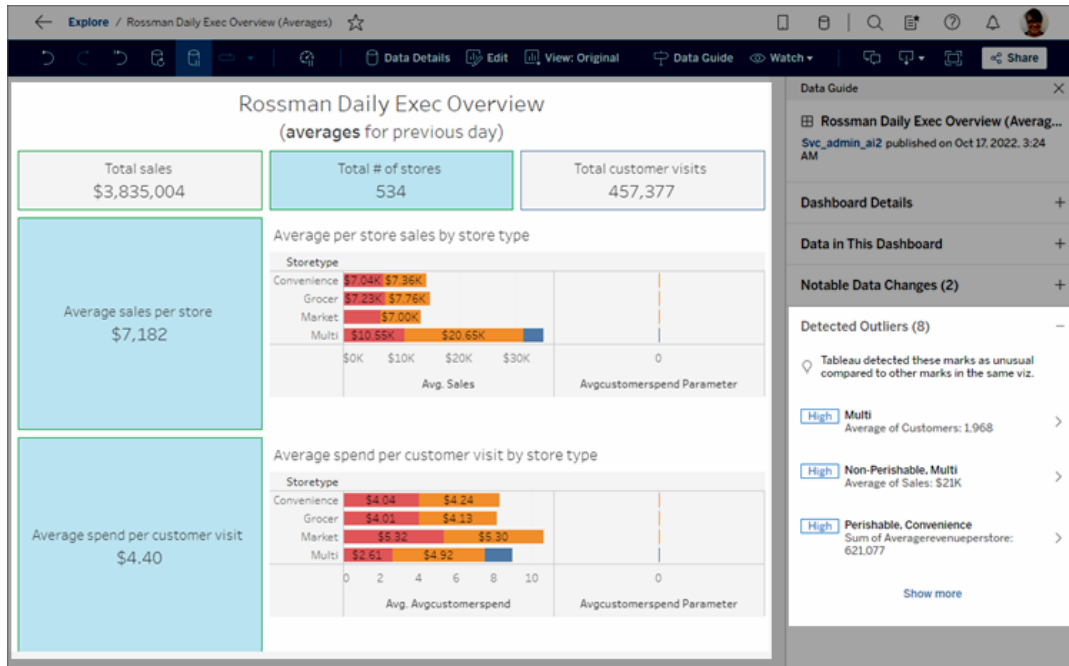 Explore / Rossman Daily Exec Overview (Averages)
Data Details Edit View: Original Data Guide Watch Share
Rossman Daily Exec Overview
(averages for previous day)
Total sales
$3,835,004
Total # of stores
534
Total customer visits
457,377
Average sales per store
$7,182
Average per store sales by store type
Storetype
Convenience $7.04K $7.36K
Grocer $7.23K $7.76K
Market $7.00K
Multi $10.55K $20.65K
$0K $10K $20K $30K 0
Avg. Sales Avgcustomerspend Parameter
Average spend per customer visit
$4.40
Average spend per customer visit by store type
Storetype
Convenience $4.04 $4.24
Grocer $4.01 $4.13
Market $5.32 $5.30
Multi $2.61 $4.92
0 2 4 6 8 10 0
Avg. Avgcustomerspend Avgcustomerspend Parameter
Data Guide
Rossman Daily Exec Overview (Averag...
Svc_admin_ai2 published on Oct 17, 2022, 3:24
AM
Dashboard Details
Data in This Dashboard
Notable Data Changes (2)
Detected Outliers (8)
Tableau detected these marks as unusual
compared to other marks in the same viz.
High Multi
Average of Customers: 1,968
High Non-Perishable, Multi
Average of Sales: $21K
High Perishable, Convenience
Sum of Averagerevenueperstore:
621,077
Show more